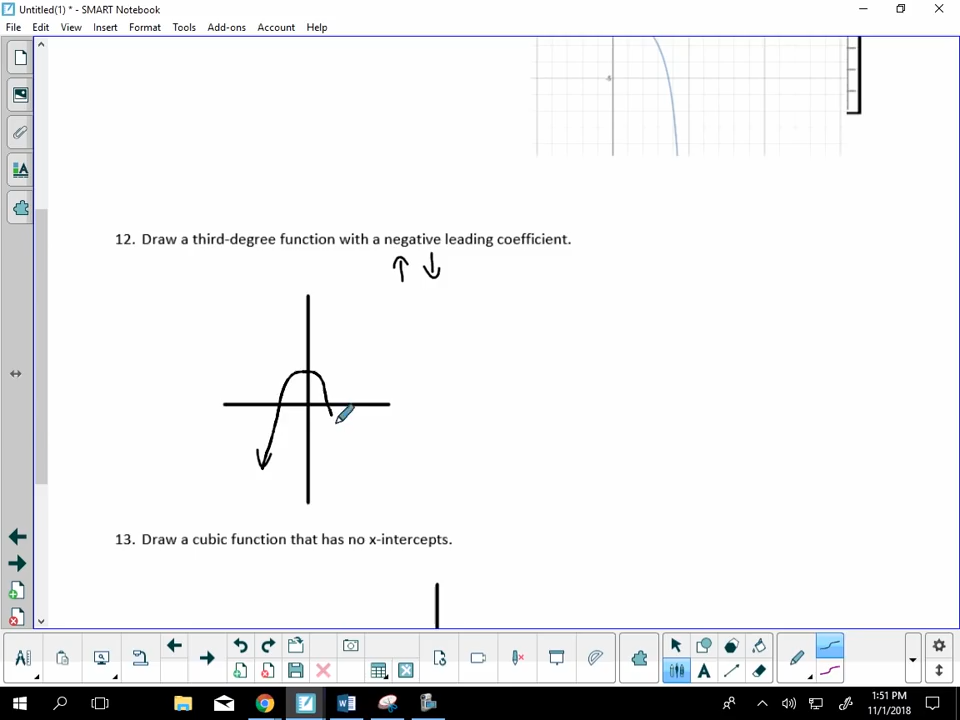 Untitled(1) * - SMART Notebook
File Edit View Insert Format Tools Add-ons Account Help
12. Draw a third-degree function with a negative leading coefficient.
13. Draw a cubic function that has no x-intercepts.
1:51 PM
11/1/2018